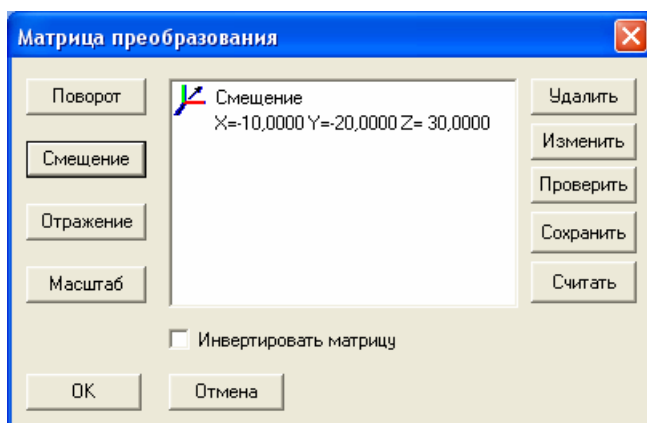 Матрица преобразования
Поворот
Смещение
Отражение
Масштаб
Смещение
X=-10,0000 Y=-20,0000 Z= 30,0000
Удалить
Изменить
Проверить
Сохранить
Считать
Инвертировать матрицу
OK
Отмена